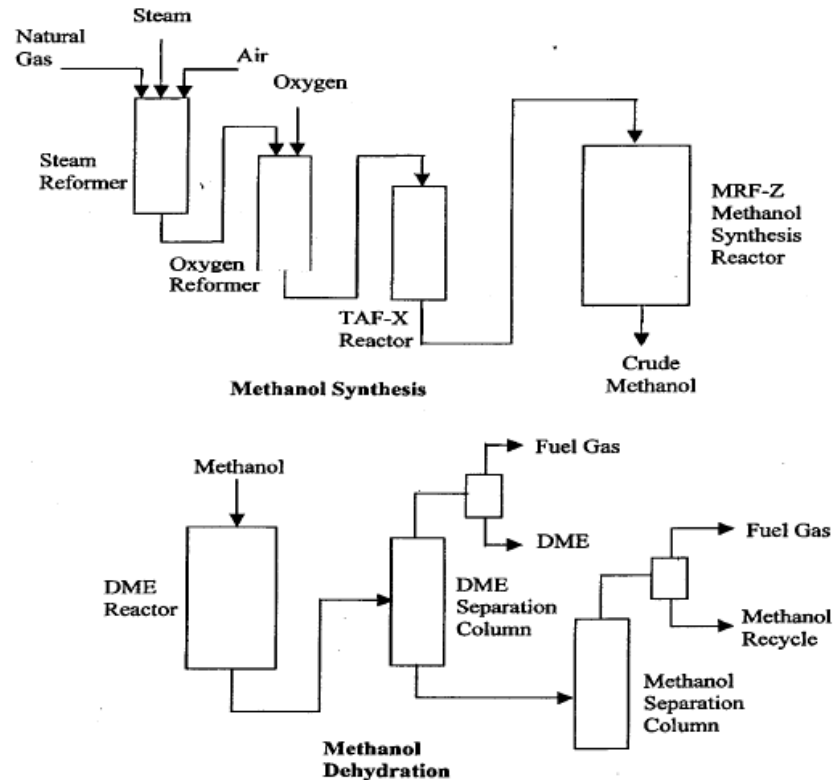 Steam
Natural
Gas
Air
Oxygen
Steam
Reformer
Oxygen
Reformer
TAF-X
Reactor
MRF-Z
Methanol
Synthesis
Reactor
Crude
Methanol
Methanol Synthesis
Methanol
Fuel Gas
DME
DME
Reactor
DME
Separation
Column
Fuel Gas
Methanol
Recycle
Methanol
Separation
Column
Methanol
Dehydration